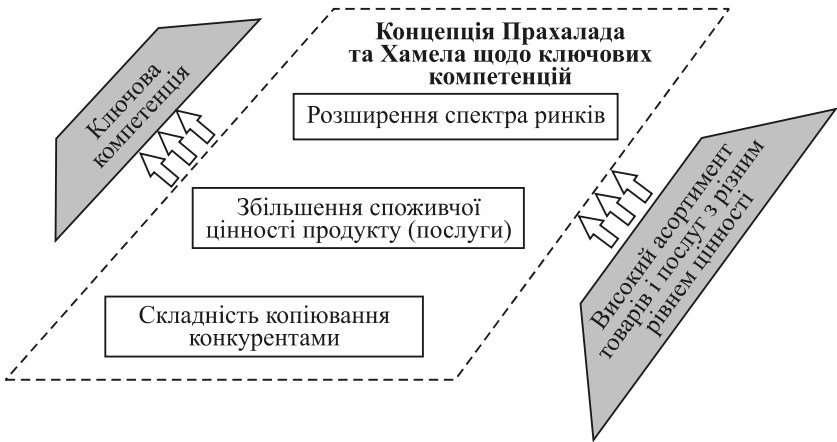 Концепція Прахалада
та Хамела щодо ключових
компетенцій
Ключова
компетенція
Розширення спектра ринків
Збільшення споживчої
цінності продукту (послуги)
Складність копіювання
конкурентами
Високий асортимент
товарів і послуг з різним
рівнем цінності